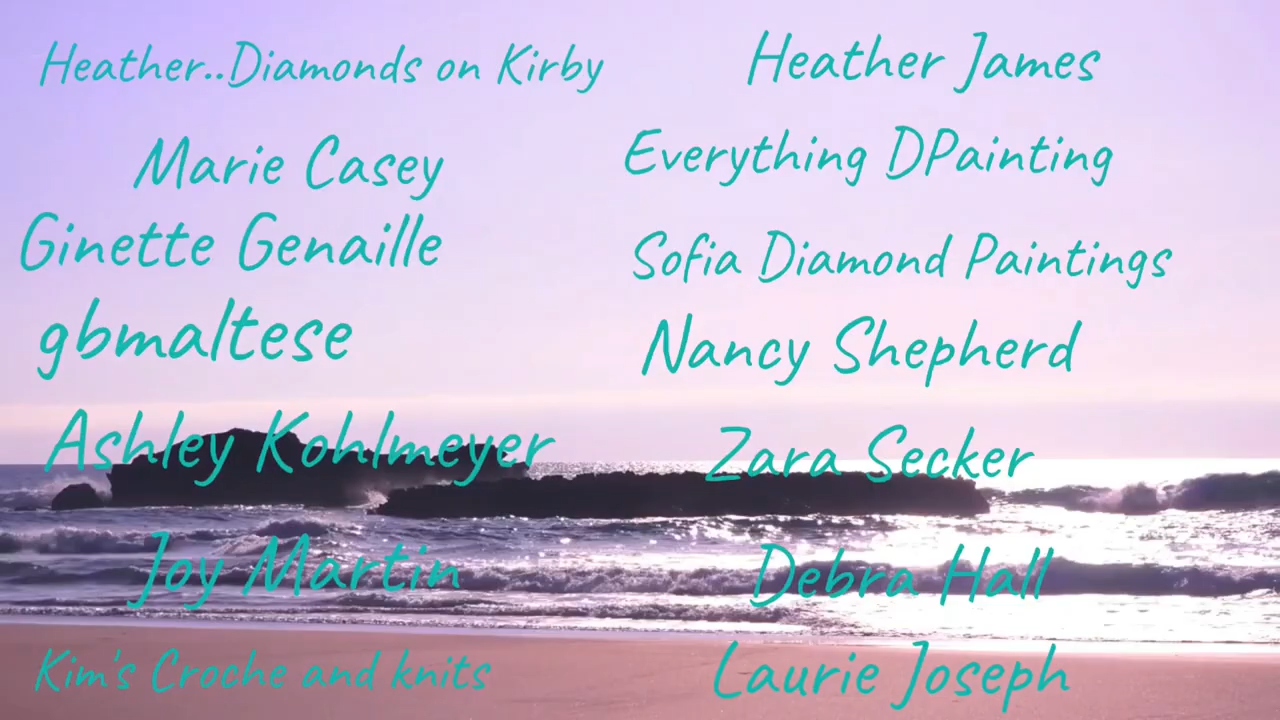 Heather..Diamonds on Kirby
Marie Casey
Ginette Genaille
gbmaltese
Ashley Kohlmeyer
Joy Martin
Kim's Croche and knits
Heather James
Everything DPainting
Sofia Diamond Paintings
Nancy Shepherd
Zara Secker
Debra Hall
Laurie Joseph